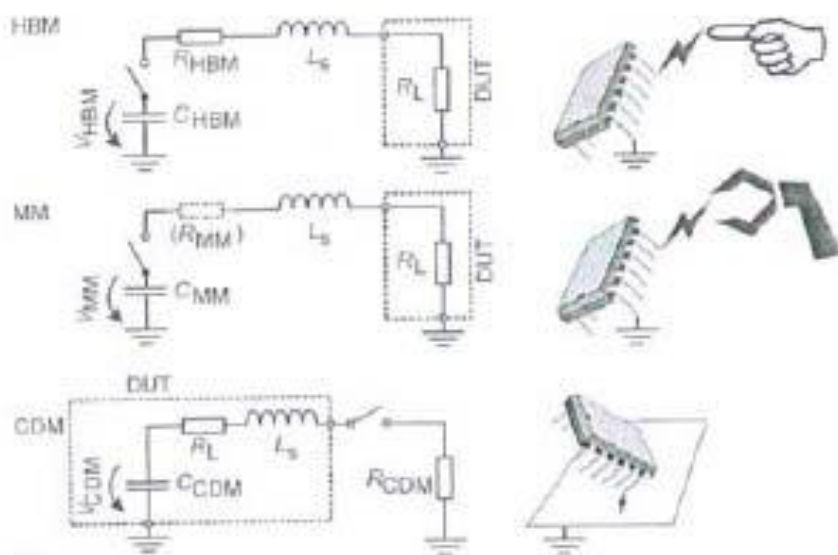 HBM
R_HBM
L_s
V_HBM
C_HBM
R_L
DUT
MM
(R_MM)
L_s
V_MM
C_MM
R_L
DUT
DUT
CDM
R_L
L_s
V_CDM
C_CDM
R_CDM